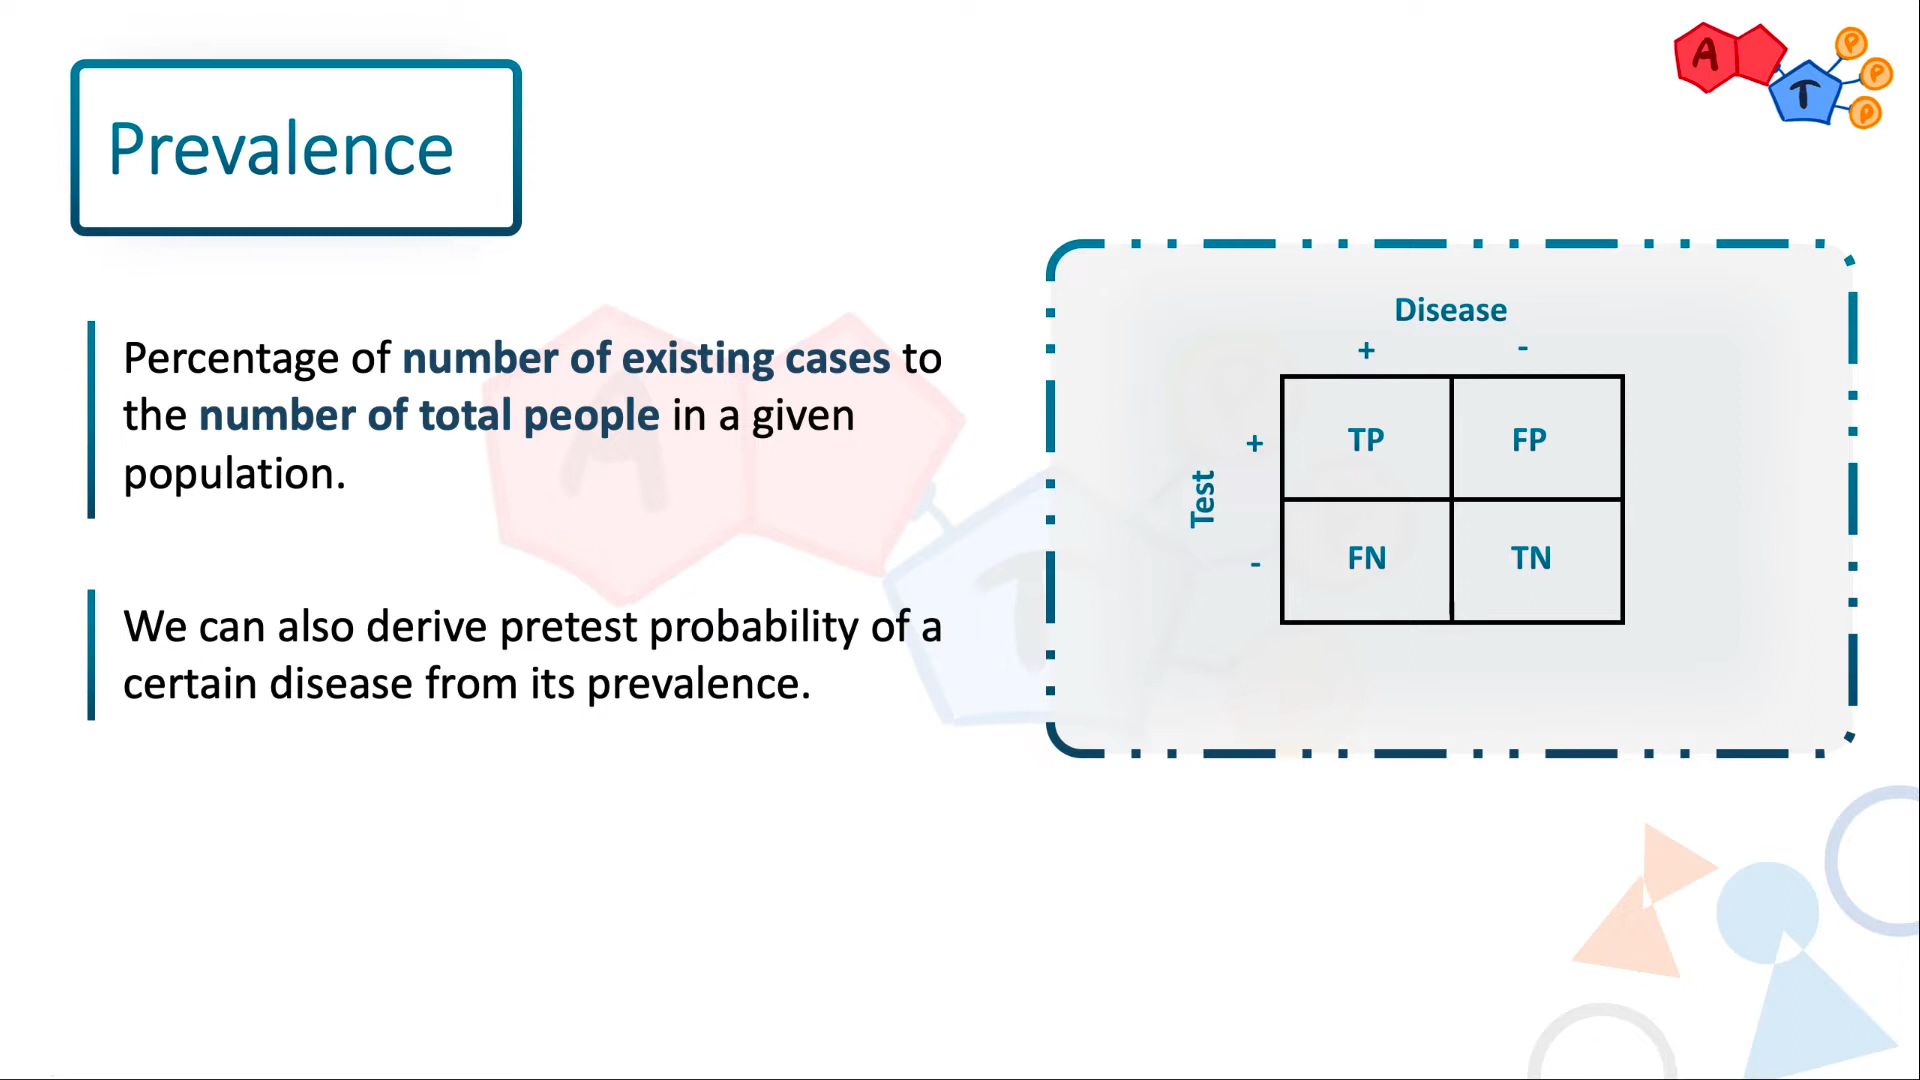 Prevalence
A
T
P
P
P
Percentage of number of existing cases to
the number of total people in a given
population.
We can also derive pretest probability of a
certain disease from its prevalence.
Disease
+ -
Test
+ TP FP
- FN TN
A
T